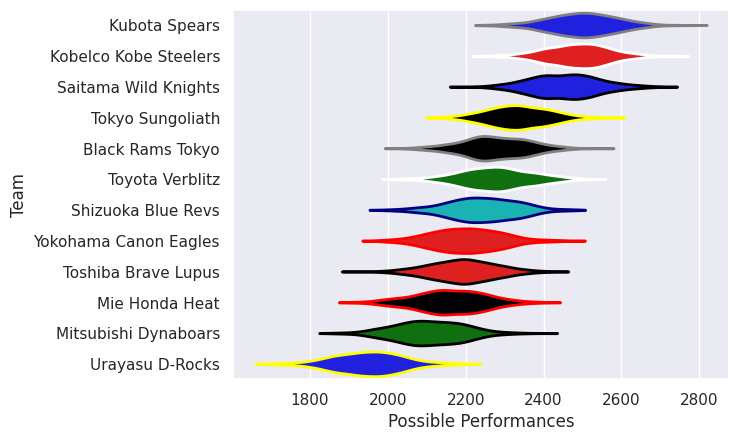 Kubota Spears
Kobelco Kobe Steelers
Saitama Wild Knights
Tokyo Sungoliath
Black Rams Tokyo
Toyota Verblitz
Shizuoka Blue Revs
Yokohama Canon Eagles
Toshiba Brave Lupus
Mie Honda Heat
Mitsubishi Dynaboars
Urayasu D-Rocks
Team
1800 2000 2200 2400 2600 2800
Possible Performances